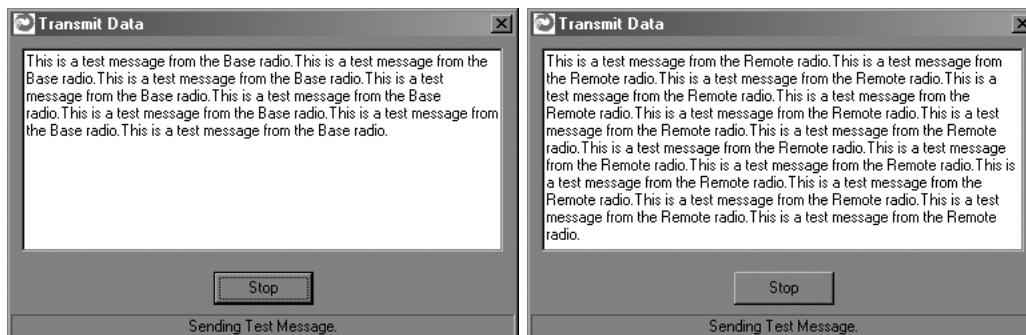 Transmit Data
This is a test message from the Base radio.This is a test message from the
Base radio.This is a test message from the Base radio.This is a test
message from the Base radio.This is a test message from the Base
radio.This is a test message from the Base radio.This is a test message from
the Base radio.This is a test message from the Base radio.
Stop
Sending Test Message.
Transmit Data
This is a test message from the Remote radio.This is a test message from
the Remote radio.This is a test message from the Remote radio.This is a
test message from the Remote radio.This is a test message from the
Remote radio.This is a test message from the Remote radio.This is a test
message from the Remote radio.This is a test message from the Remote
radio.This is a test message from the Remote radio.This is a test message
from the Remote radio.This is a test message from the Remote radio.This is
a test message from the Remote radio.This is a test message from the
Remote radio.This is a test message from the Remote radio.This is a test
message from the Remote radio.This is a test message from the Remote
radio.
Stop
Sending Test Message.